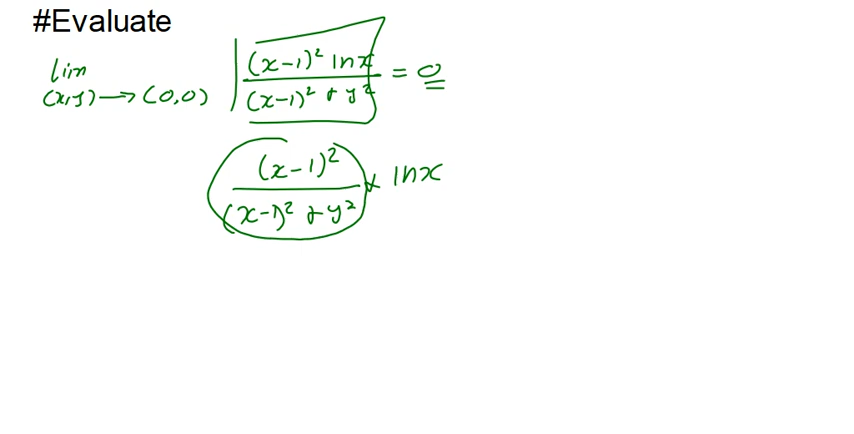 #Evaluate
lim (x,y)→(0,0) | (x-1)² ln x / (x-1)² + y² = 0
(x-1)² / (x-1)² + y² * ln x